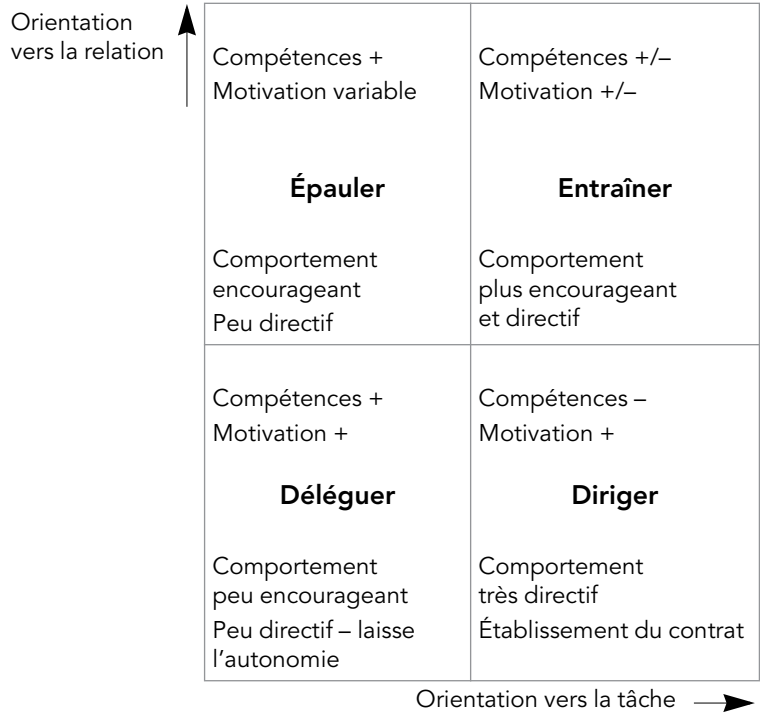 Orientation
vers la relation
Compétences +
Motivation variable
Épauler
Comportement
encourageant
Peu directif
Compétences +/–
Motivation +/–
Entraîner
Comportement
plus encourageant
et directif
Compétences +
Motivation +
Déléguer
Comportement
peu encourageant
Peu directif – laisse
l’autonomie
Compétences –
Motivation +
Diriger
Comportement
très directif
Établissement du contrat
Orientation vers la tâche